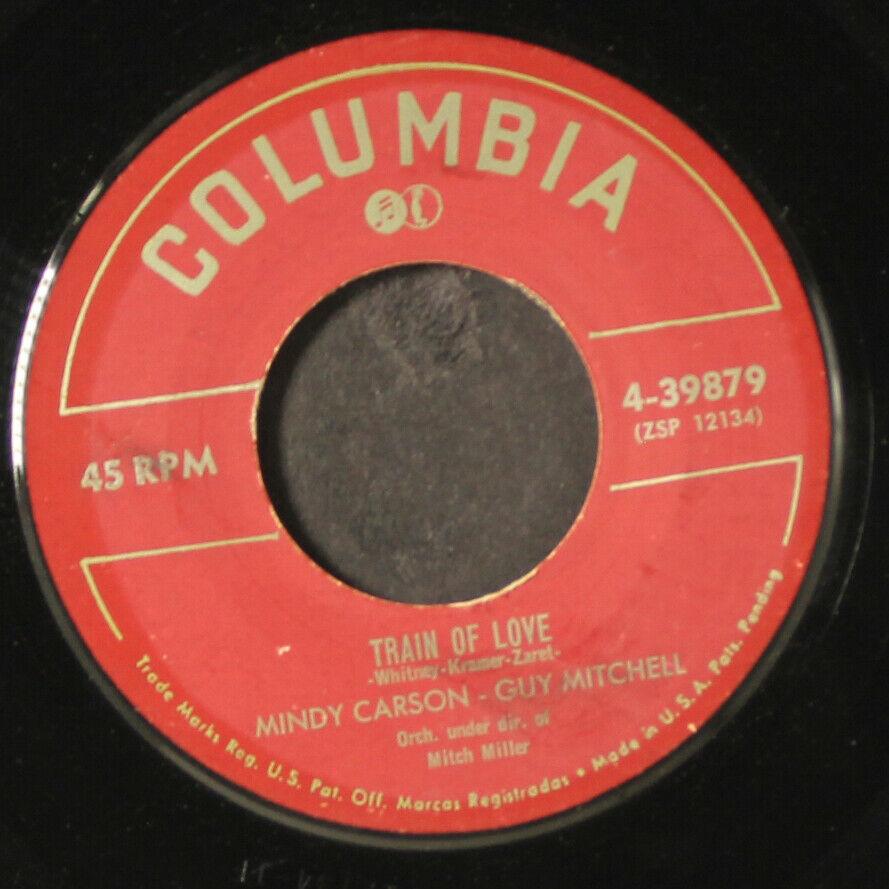 COLUMBIA
45 RPM
4-39879
(ZSP 12134)
TRAIN OF LOVE
-Whitney-Kramer-Zaret-
MINDY CARSON - GUY MITCHELL
Orch. under dir. of
Mitch Miller
Trade Marks Reg. U.S. Pat. Off. Marcas Registradas • Made in U.S.A. Pats. Pending